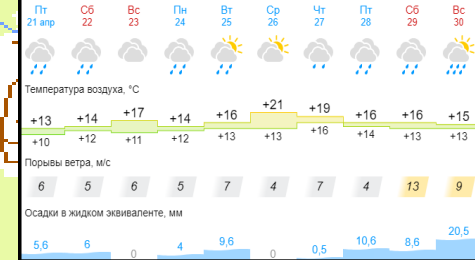 Пт Сб Вс Пн Вт Ср Чт Пт Сб Вс
21 апр 22 23 24 25 26 27 28 29 30
Температура воздуха, °C
+13 +14 +17 +14 +16 +21 +19 +16 +16 +15
+10 +12 +11 +12 +13 +13 +16 +14 +13 +13
Порывы ветра, м/с
6 5 6 5 7 4 7 4 13 9
Осадки в жидком эквиваленте, мм
5,6 6 0 4 9,6 0 0,5 10,6 8,6 20,5